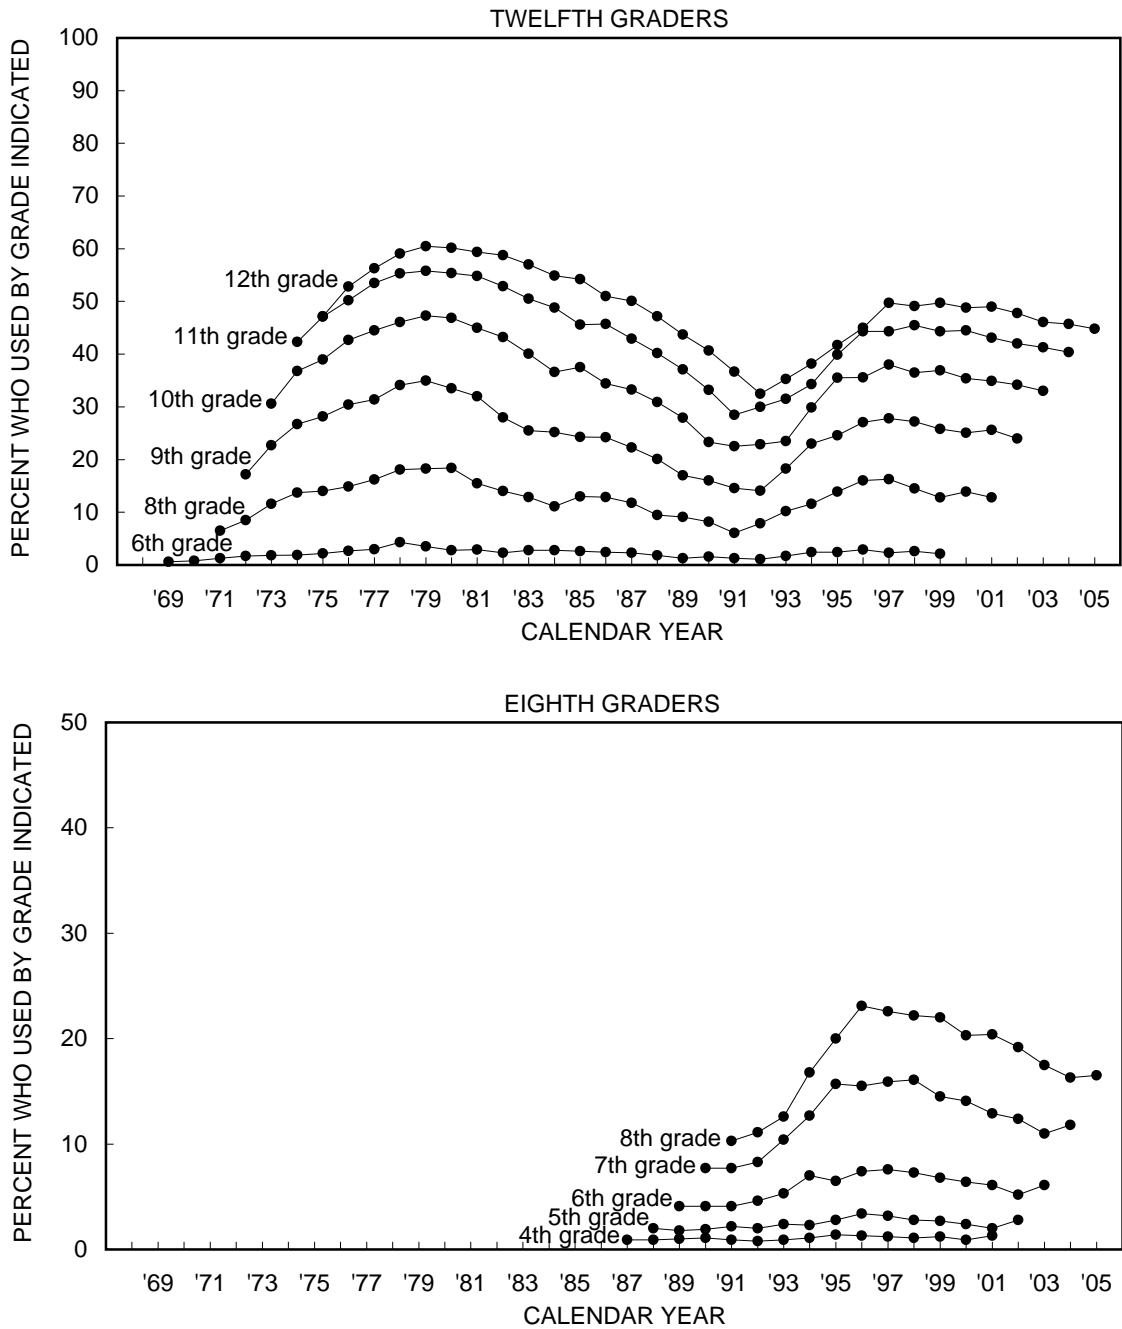 TWELFTH GRADERS
PERCENT WHO USED BY GRADE INDICATED
100
90
80
70
60
50
40
30
20
10
0
12th grade
11th grade
10th grade
9th grade
8th grade
6th grade
'69 '71 '73 '75 '77 '79 '81 '83 '85 '87 '89 '91 '93 '95 '97 '99 '01 '03 '05
CALENDAR YEAR
EIGHTH GRADERS
PERCENT WHO USED BY GRADE INDICATED
50
40
30
20
10
0
8th grade
7th grade
6th grade
5th grade
4th grade
'69 '71 '73 '75 '77 '79 '81 '83 '85 '87 '89 '91 '93 '95 '97 '99 '01 '03 '05
CALENDAR YEAR